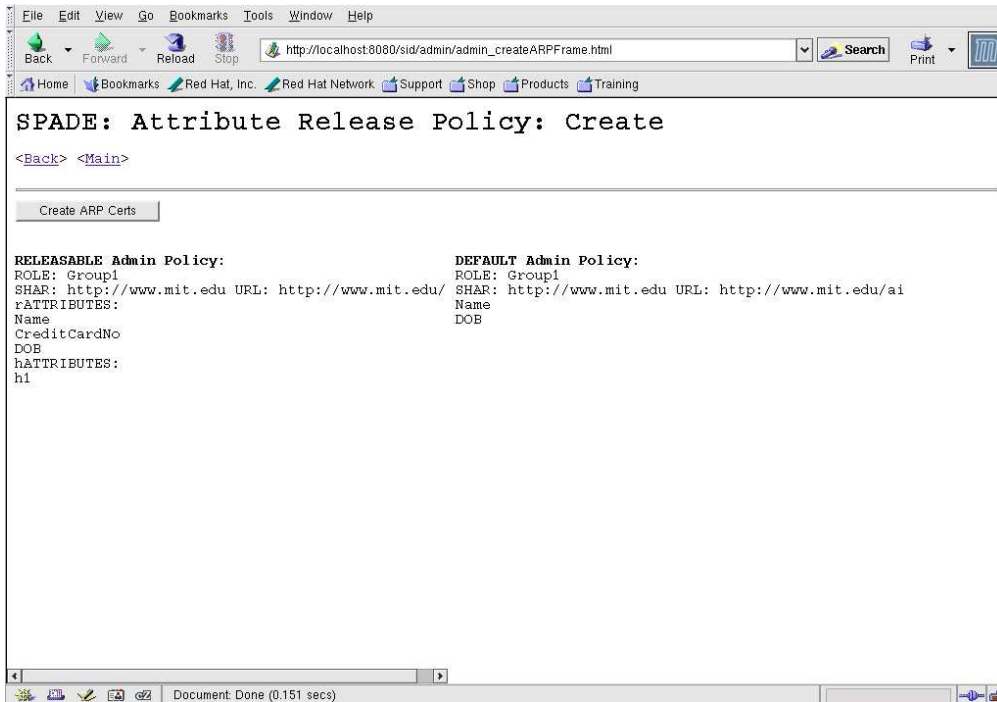 File Edit View Go Bookmarks Tools Window Help
Back Forward Reload Stop http://localhost:8080/sid/admin/admin_createARPFrame.html Search Print
Home Bookmarks Red Hat, Inc. Red Hat Network Support Shop Products Training
SPADE: Attribute Release Policy: Create
<Back> <Main>
Create ARP Certs
RELEASABLE Admin Policy:
ROLE: Group1
SHAR: http://www.mit.edu URL: http://www.mit.edu/
rATTRIBUTES:
Name
CreditCardNo
DOB
hATTRIBUTES:
h1
DEFAULT Admin Policy:
ROLE: Group1
SHAR: http://www.mit.edu URL: http://www.mit.edu/ai
Name
DOB
Document: Done (0.151 secs)